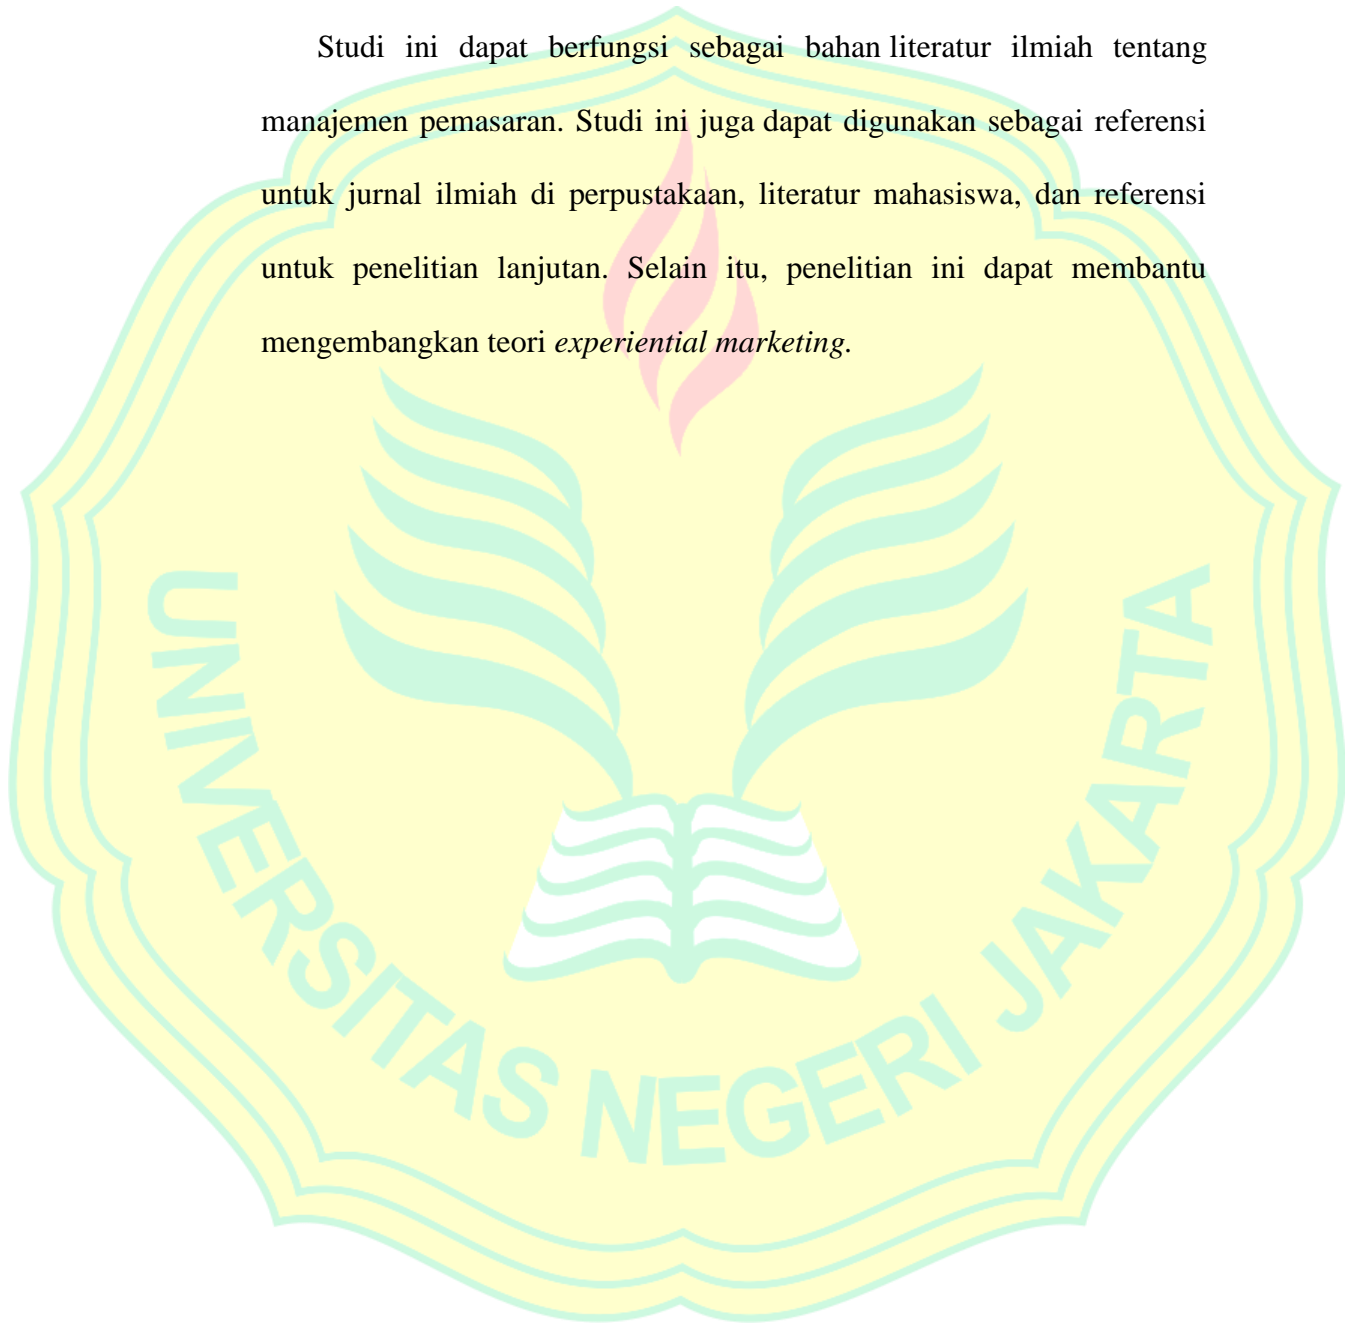 Studi ini dapat berfungsi sebagai bahan literatur ilmiah tentang
manajemen pemasaran. Studi ini juga dapat digunakan sebagai referensi
untuk jurnal ilmiah di perpustakaan, literatur mahasiswa, dan referensi
untuk penelitian lanjutan. Selain itu, penelitian ini dapat membantu
mengembangkan teori experiential marketing.
UNIVERSITAS NEGERI JAKARTA